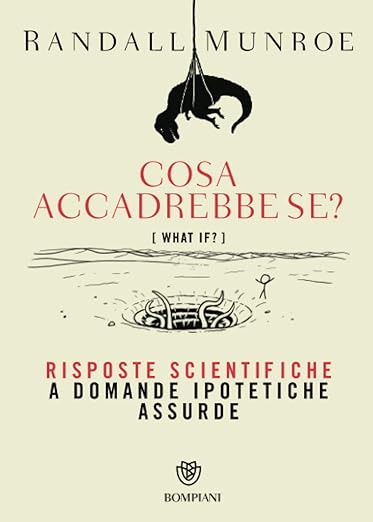 RANDALL MUNROE
COSA
ACCADREBBE SE?
[ WHAT IF? ]
RISPOSTE SCIENTIFICHE
A DOMANDE IPOTETICHE
ASSURDE
BOMPIANI